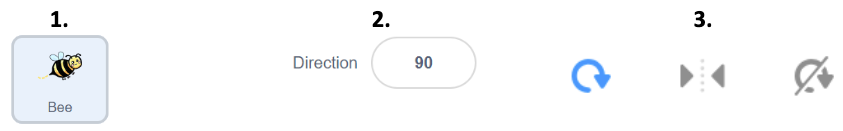 1. 2. 3.
Direction 90
Bee